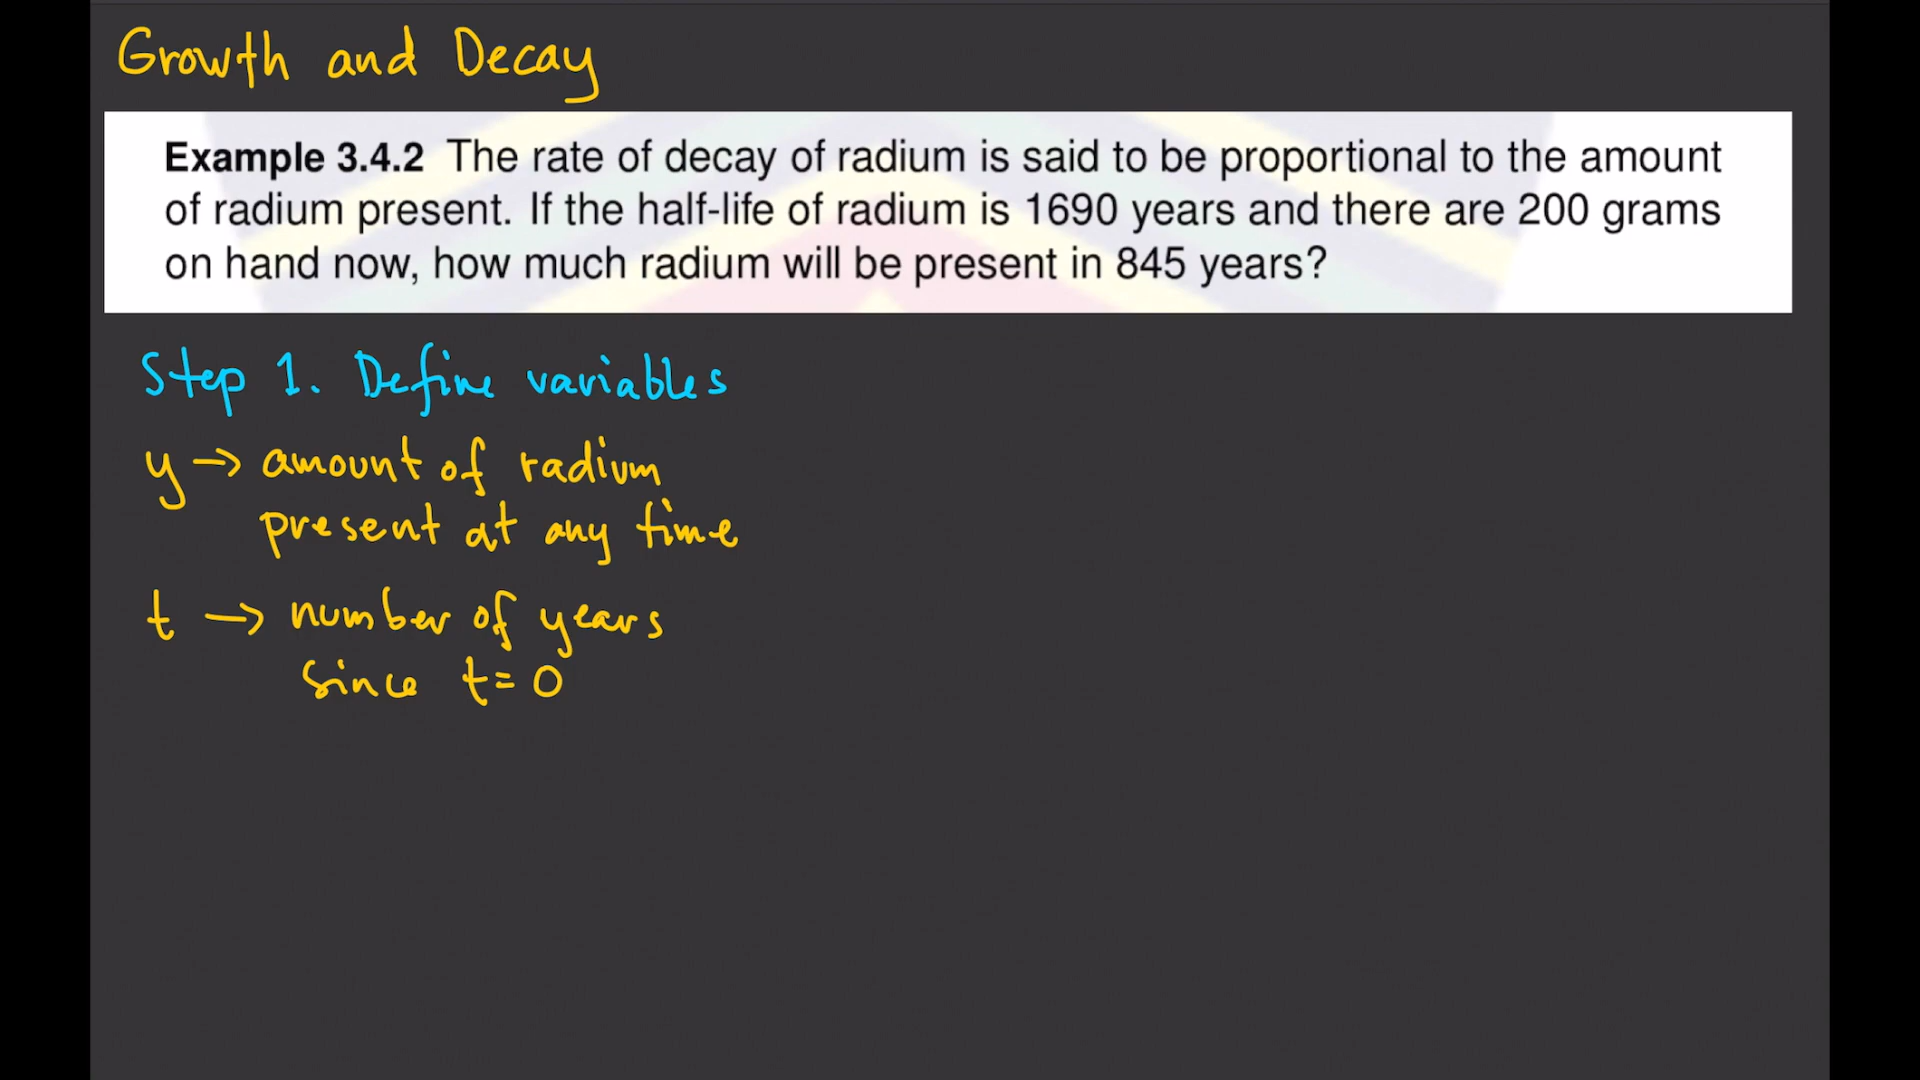 Growth and Decay
Example 3.4.2 The rate of decay of radium is said to be proportional to the amount
of radium present. If the half-life of radium is 1690 years and there are 200 grams
on hand now, how much radium will be present in 845 years?
Step 1. Define variables
y → amount of radium
present at any time
t → number of years
since t = 0